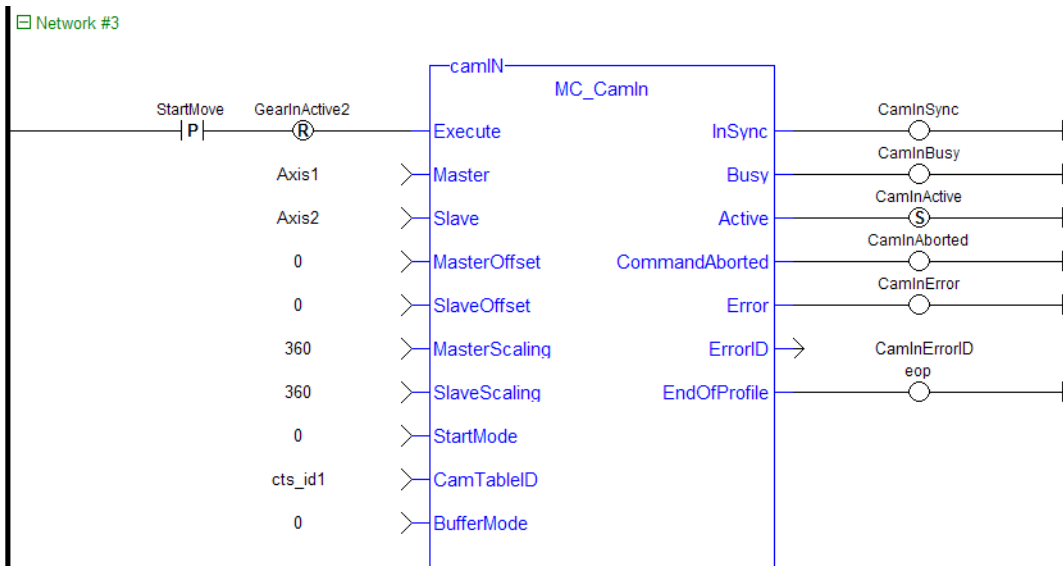 Network #3
camIN
MC_CamIn
StartMove GearInActive2 Execute InSync CamInSync
P R
Axis1 Master Busy CamInBusy
Axis2 Slave Active CamInActive
S
0 MasterOffset CommandAborted CamInAborted
0 SlaveOffset Error CamInError
360 MasterScaling ErrorID CamInErrorID
360 SlaveScaling EndOfProfile eop
0 StartMode
cts_id1 CamTableID
0 BufferMode